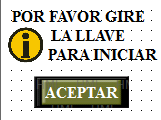 POR FAVOR GIRE
LA LLAVE
PARA INICIAR
ACEPTAR